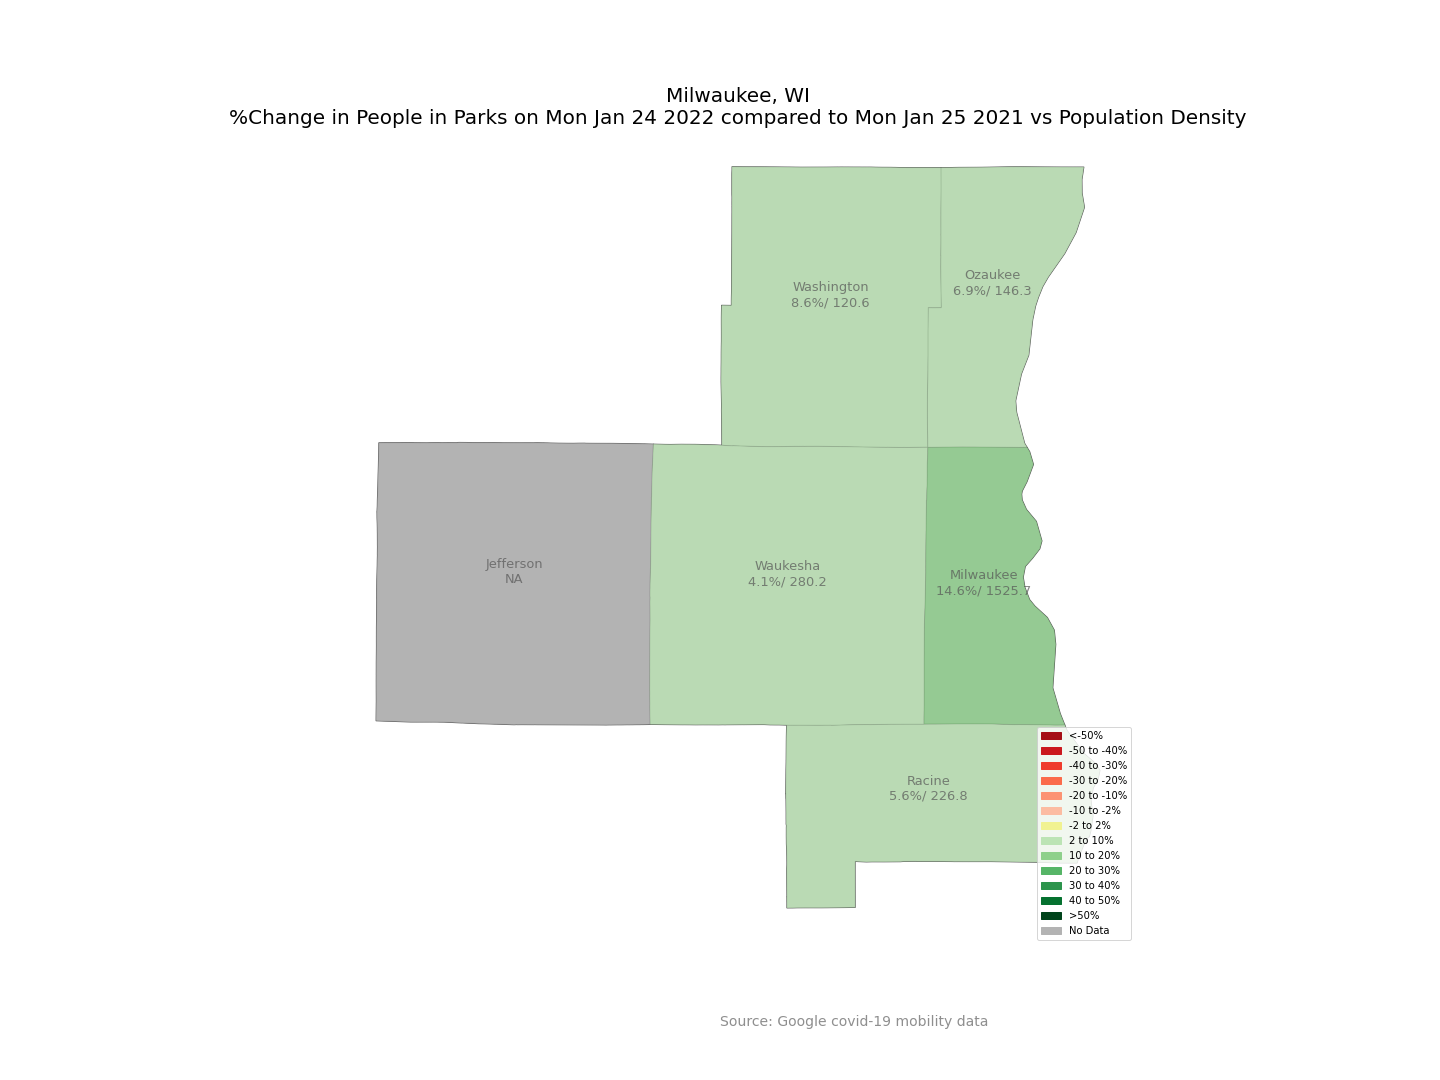 Milwaukee, WI
%Change in People in Parks on Mon Jan 24 2022 compared to Mon Jan 25 2021 vs Population Density
Washington
8.6%/ 120.6
Ozaukee
6.9%/ 146.3
Jefferson
NA
Waukesha
4.1%/ 280.2
Milwaukee
14.6%/ 1525.7
Racine
5.6%/ 226.8
<-50%
-50 to -40%
-40 to -30%
-30 to -20%
-20 to -10%
-10 to -2%
-2 to 2%
2 to 10%
10 to 20%
20 to 30%
30 to 40%
40 to 50%
>50%
No Data
Source: Google covid-19 mobility data